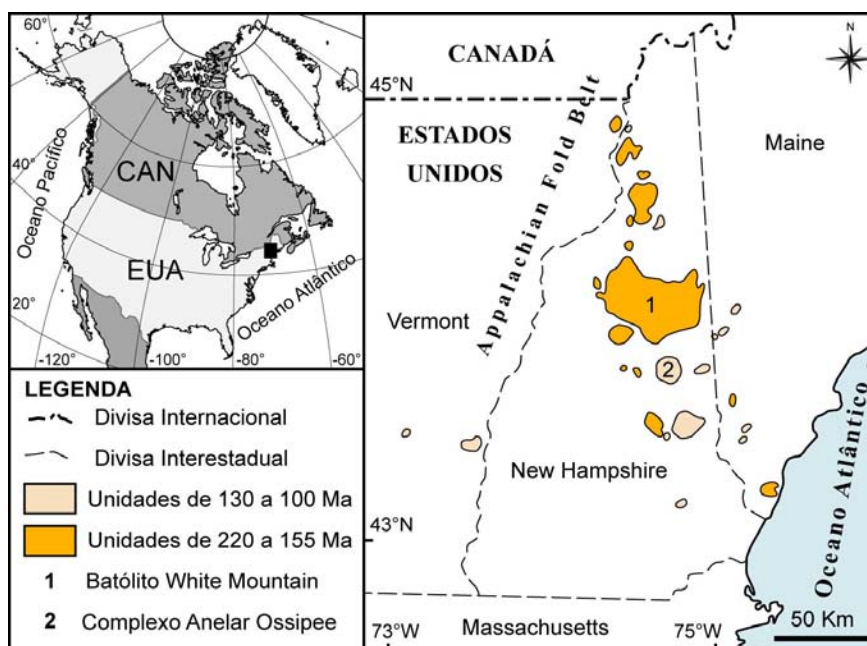 60°
40°
20°
Oceano Pacífico
CAN
EUA
Oceano Atlântico
-120°
-100°
-80°
-60°
LEGENDA
Divisa Internacional
Divisa Interestadual
Unidades de 130 a 100 Ma
Unidades de 220 a 155 Ma
1 Batólito White Mountain
2 Complexo Anelar Ossipee
CANADÁ
N
45°N
ESTADOS
UNIDOS
Appalachian Fold Belt
Maine
1
Vermont
2
New Hampshire
Oceano Atlântico
43°N
73°W
Massachusetts
75°W
50 Km